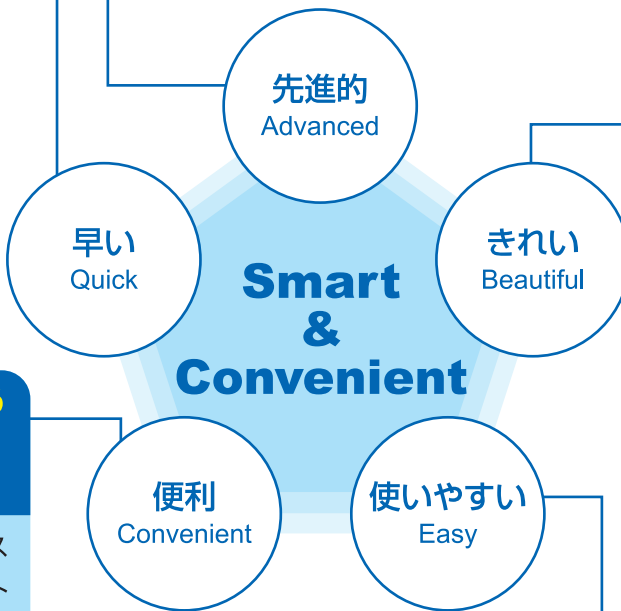 先進的
Advanced
早い
Quick
きれい
Beautiful
Smart
&
Convenient
便利
Convenient
使いやすい
Easy